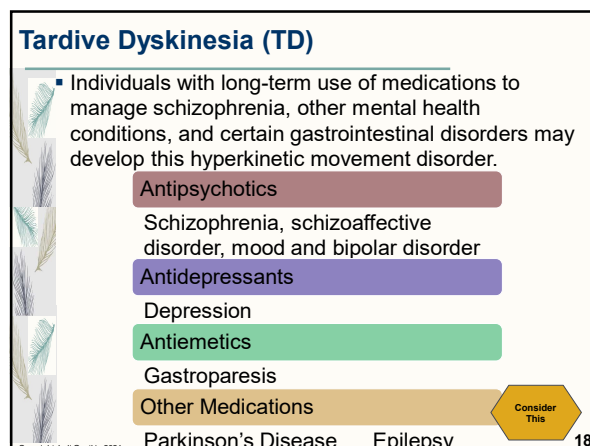 Tardive Dyskinesia (TD)
▪ Individuals with long-term use of medications to
manage schizophrenia, other mental health
conditions, and certain gastrointestinal disorders may
develop this hyperkinetic movement disorder.
Antipsychotics
Schizophrenia, schizoaffective
disorder, mood and bipolar disorder
Antidepressants
Depression
Antiemetics
Gastroparesis
Other Medications
Parkinson's Disease Epilepsy
Consider
This
18